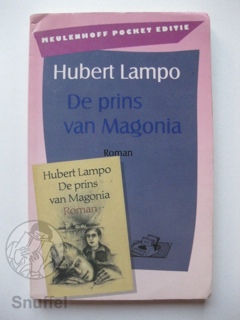 MEULENHOFF POCKET EDITIE
Hubert Lampo
De prins
van Magonia
Roman
Hubert Lampo
De prins
van Magonia
Roman
Snuffel